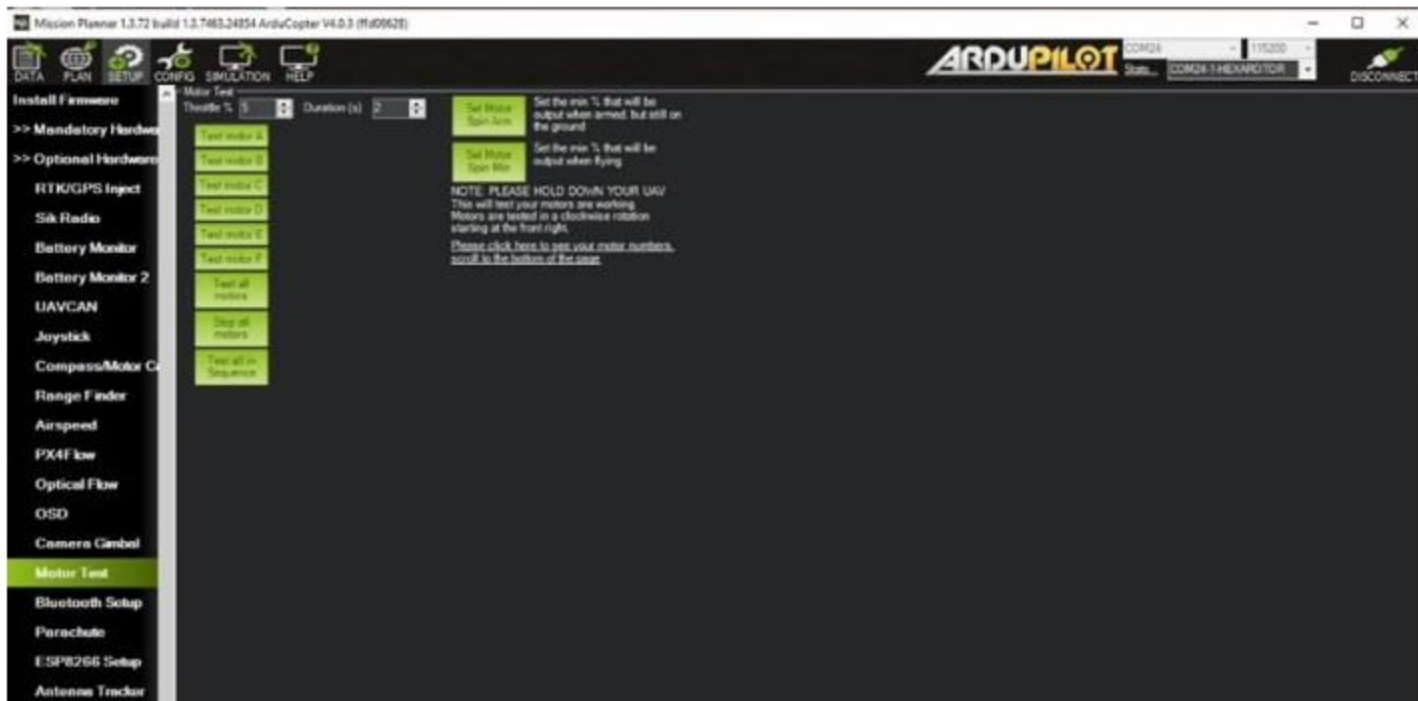 Mission Planner 1.3.72 build 1.3.7463.24854 ArduCopter V4.0.3 (ffd08628)
DATA PLAN SETUP CONFIG SIMULATION HELP
ARDUPILOT
COM24 115200
Stats... COM24-1-HEXAROTOR
DISCONNECT
Install Firmware
>> Mandatory Hardwa
>> Optional Hardware
RTK/GPS Inject
Sik Radio
Battery Monitor
Battery Monitor 2
UAVCAN
Joystick
Compass/Motor Ca
Range Finder
Airspeed
PX4Flow
Optical Flow
OSD
Camera Gimbal
Motor Test
Bluetooth Setup
Parachute
ESP8266 Setup
Antenna Tracker
Motor Test
Throttle % 5 Duration (s) 2
Test motor A
Test motor B
Test motor C
Test motor D
Test motor E
Test motor F
Test all
motors
Stop all
motors
Test all in
Sequence
Set Motor
Spin Arm
Set the min % that will be
output when armed, but still on
the ground
Set Motor
Spin Min
Set the min % that will be
output when flying
NOTE: PLEASE HOLD DOWN YOUR UAV
This will test your motors are working.
Motors are tested in a clockwise rotation
starting at the front right.
Please click here to see your motor numbers,
scroll to the bottom of the page